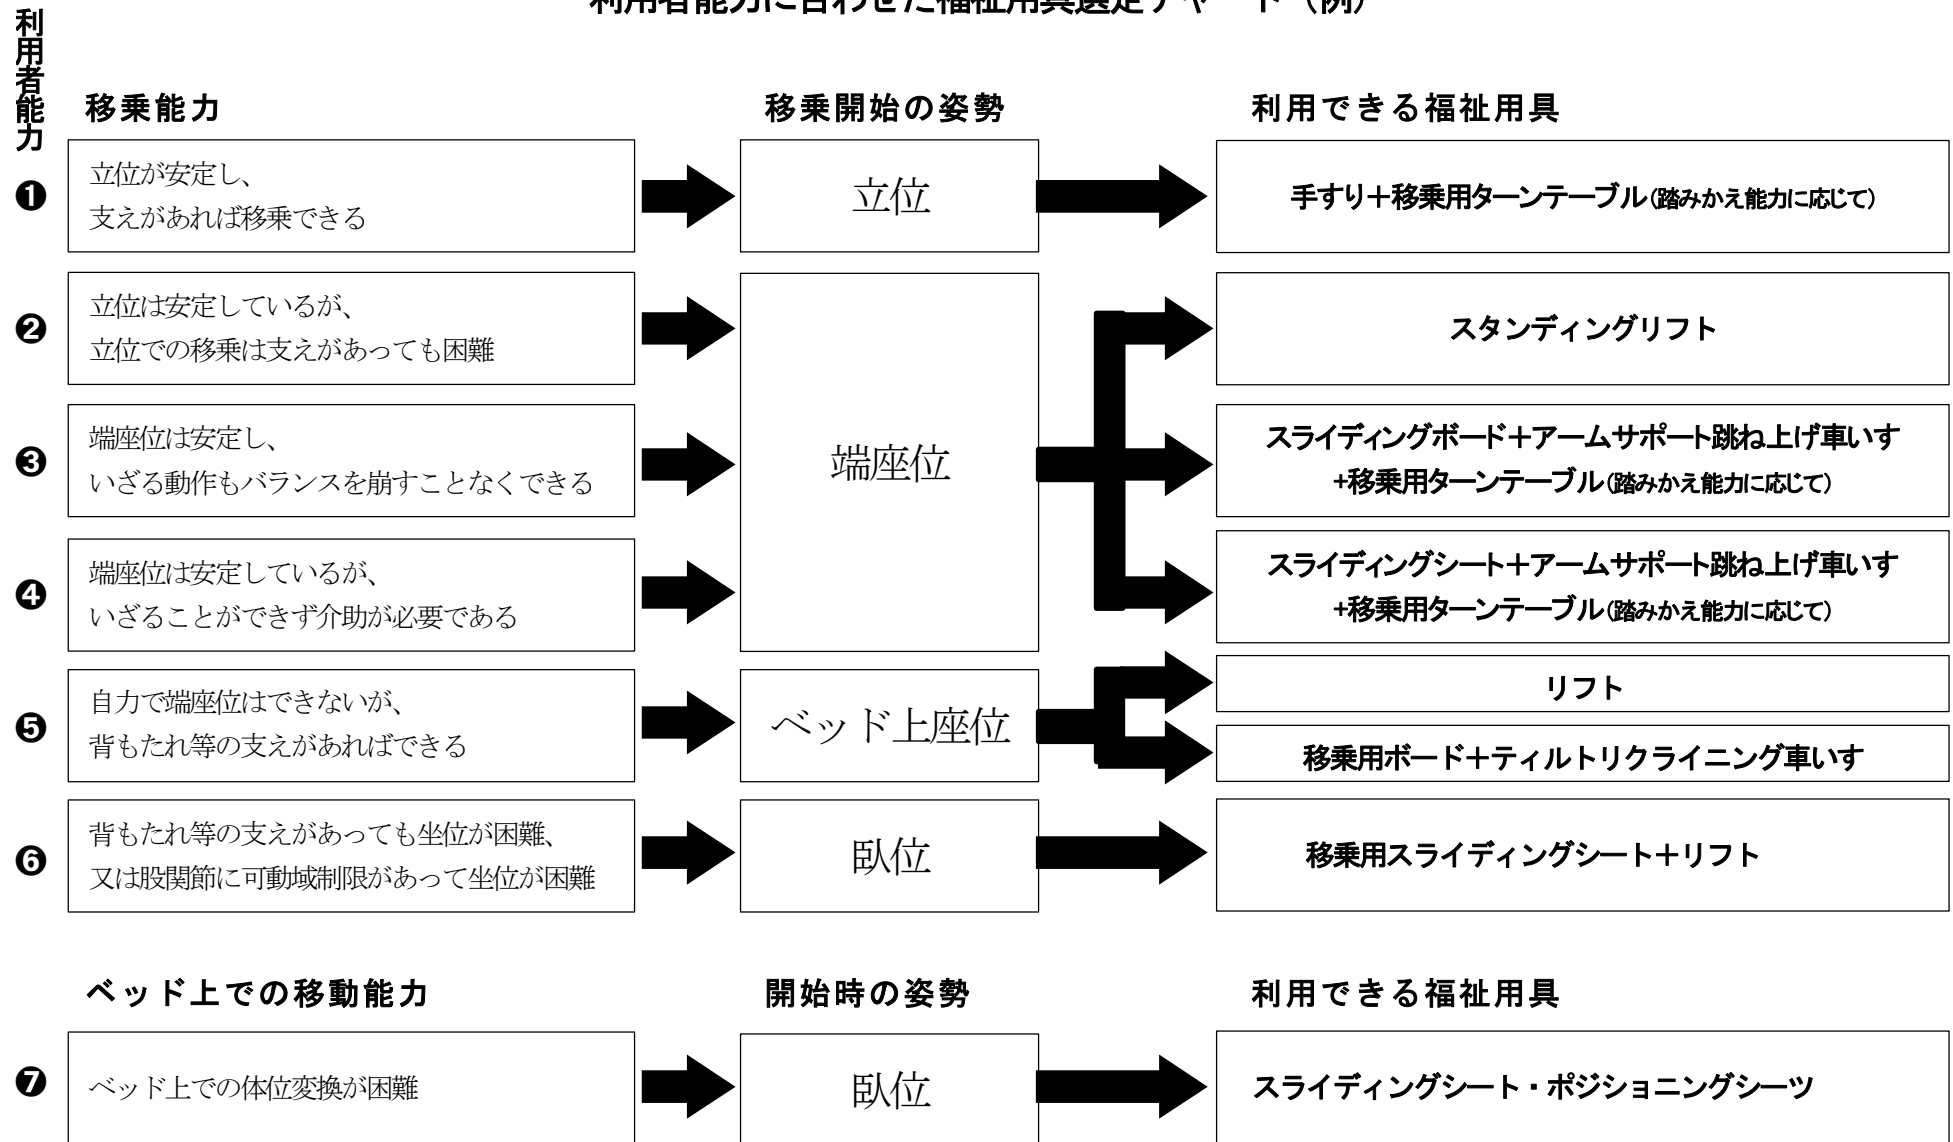 利用者能力に合わせた福祉用具選定チャート（例）
利用者能力
移乗能力
移乗開始の姿勢
利用できる福祉用具
❶
立位が安定し、
支えがあれば移乗できる
立位
手すり＋移乗用ターンテーブル(踏みかえ能力に応じて)
❷
立位は安定しているが、
立位での移乗は支えがあっても困難
スタンディングリフト
❸
端座位は安定し、
いざる動作もバランスを崩すことなくできる
端座位
スライディングボード＋アームサポート跳ね上げ車いす
+移乗用ターンテーブル(踏みかえ能力に応じて)
❹
端座位は安定しているが、
いざることができず介助が必要である
スライディングシート＋アームサポート跳ね上げ車いす
+移乗用ターンテーブル(踏みかえ能力に応じて)
❺
自力で端座位はできないが、
背もたれ等の支えがあればできる
ベッド上座位
リフト
移乗用ボード＋ティルトリクライニング車いす
❻
背もたれ等の支えがあっても坐位が困難、
又は股関節に可動域制限があって坐位が困難
臥位
移乗用スライディングシート＋リフト
ベッド上での移動能力
開始時の姿勢
利用できる福祉用具
❼
ベッド上での体位変換が困難
臥位
スライディングシート・ポジショニングシーツ